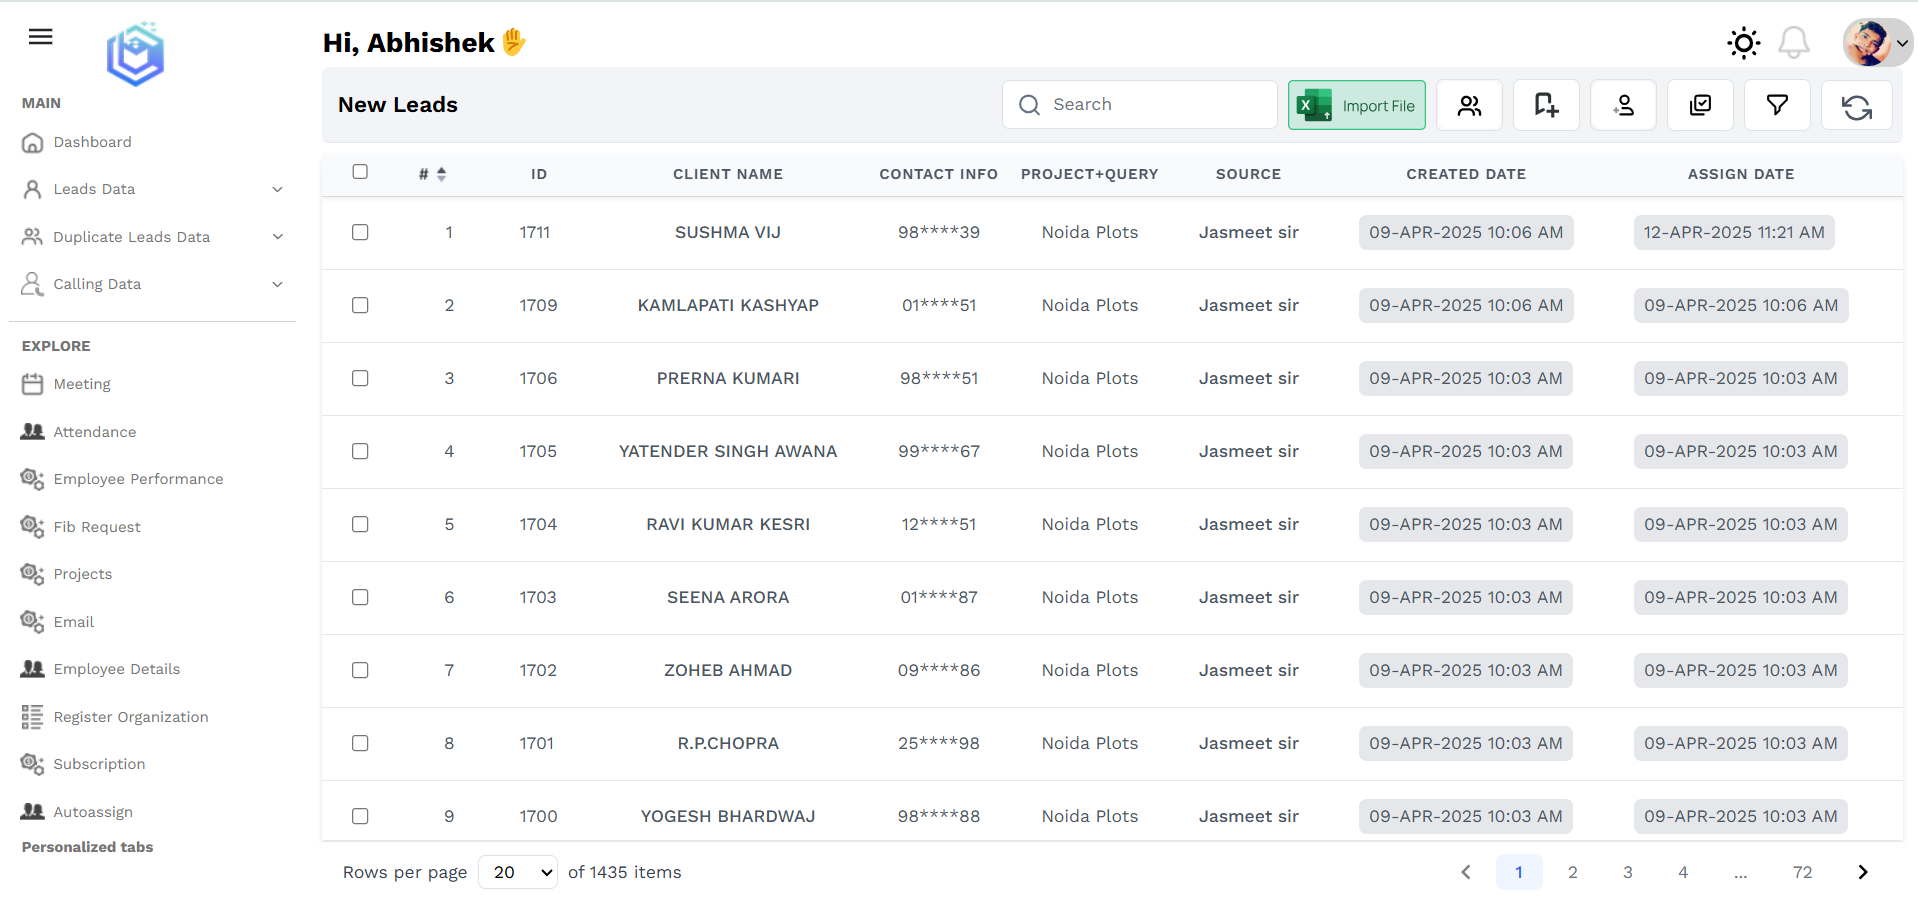 Hi, Abhishek
MAIN
Dashboard
Leads Data
Duplicate Leads Data
Calling Data
EXPLORE
Meeting
Attendance
Employee Performance
Fib Request
Projects
Email
Employee Details
Register Organization
Subscription
Autoassign
Personalized tabs
New Leads
Search
Import File
# ID CLIENT NAME CONTACT INFO PROJECT+QUERY SOURCE CREATED DATE ASSIGN DATE
1 1711 SUSHMA VIJ 98****39 Noida Plots Jasmeet sir 09-APR-2025 10:06 AM 12-APR-2025 11:21 AM
2 1709 KAMLAPATI KASHYAP 01****51 Noida Plots Jasmeet sir 09-APR-2025 10:06 AM 09-APR-2025 10:06 AM
3 1706 PRERNA KUMARI 98****51 Noida Plots Jasmeet sir 09-APR-2025 10:03 AM 09-APR-2025 10:03 AM
4 1705 YATENDER SINGH AWANA 99****67 Noida Plots Jasmeet sir 09-APR-2025 10:03 AM 09-APR-2025 10:03 AM
5 1704 RAVI KUMAR KESRI 12****51 Noida Plots Jasmeet sir 09-APR-2025 10:03 AM 09-APR-2025 10:03 AM
6 1703 SEENA ARORA 01****87 Noida Plots Jasmeet sir 09-APR-2025 10:03 AM 09-APR-2025 10:03 AM
7 1702 ZOHEB AHMAD 09****86 Noida Plots Jasmeet sir 09-APR-2025 10:03 AM 09-APR-2025 10:03 AM
8 1701 R.P.CHOPRA 25****98 Noida Plots Jasmeet sir 09-APR-2025 10:03 AM 09-APR-2025 10:03 AM
9 1700 YOGESH BHARDWAJ 98****88 Noida Plots Jasmeet sir 09-APR-2025 10:03 AM 09-APR-2025 10:03 AM
Rows per page 20 of 1435 items 1 2 3 4 ... 72